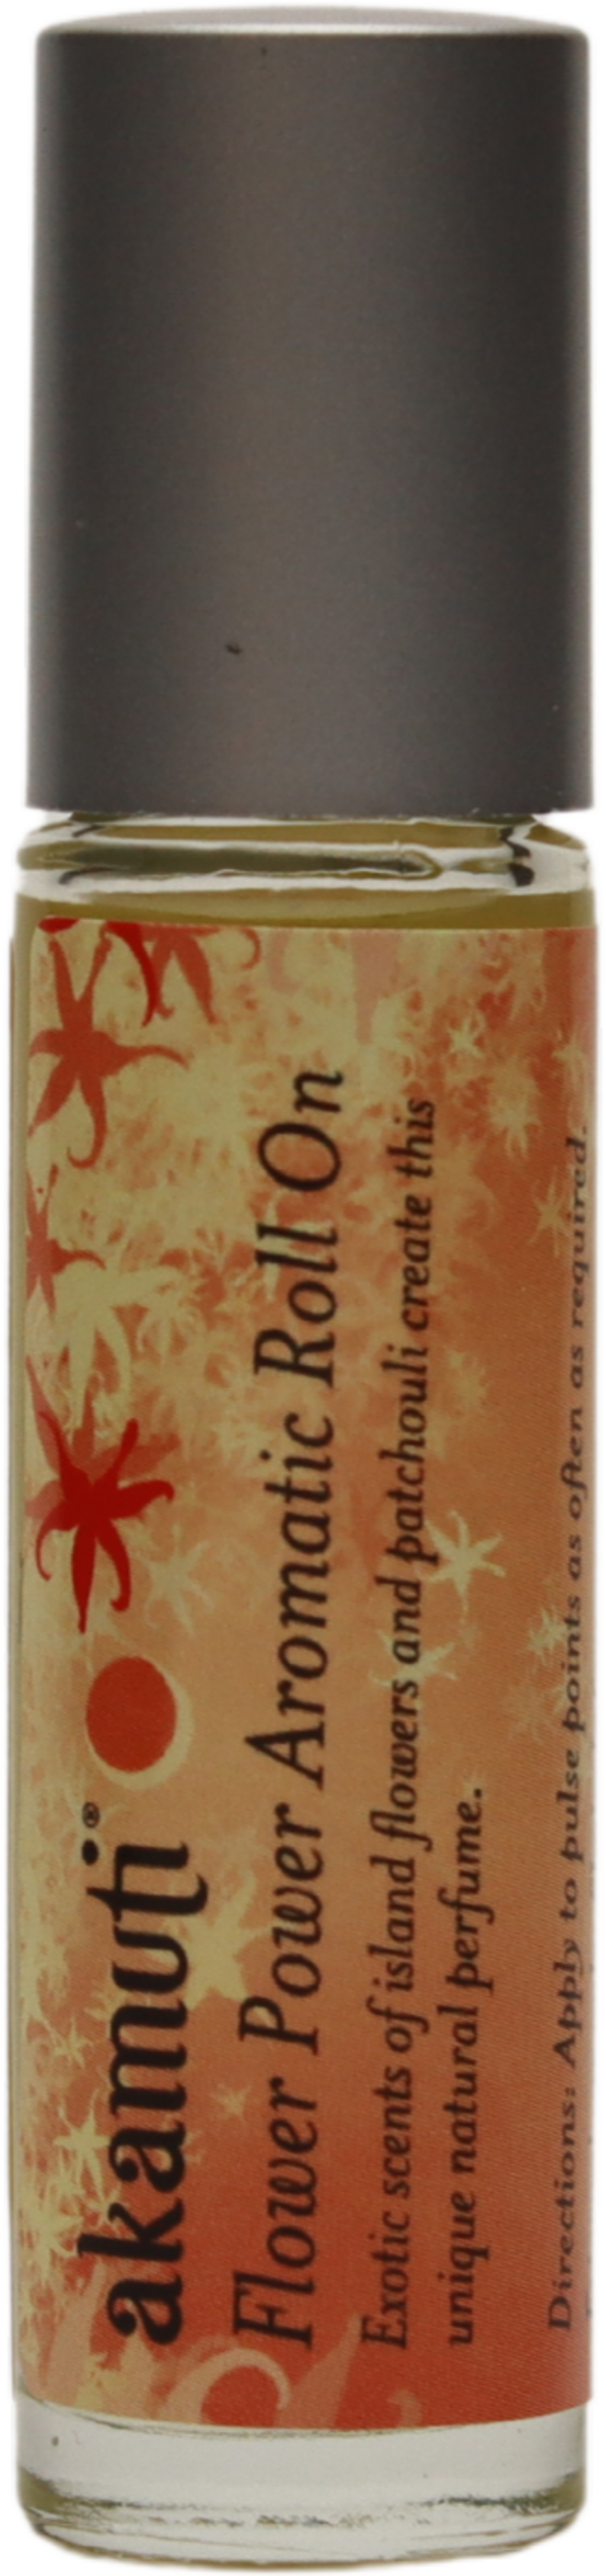 akamuti®
Flower Power Aromatic Roll On
Exotic scents of island flowers and patchouli create this
unique natural perfume.
Directions: Apply to pulse points as often as required.